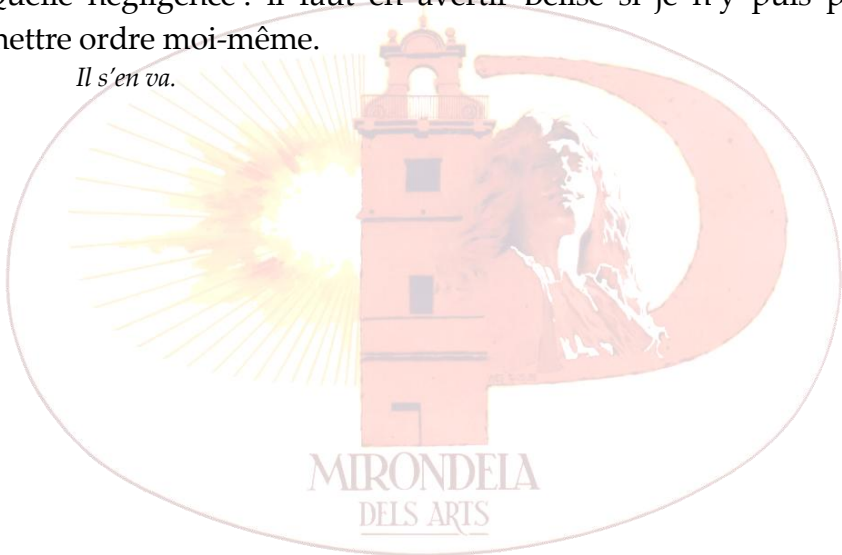 Quelle négligence ! Il faut en avertir Bélise si je n'y puis
mettre ordre moi-même.
Il s'en va.
MIRONDELA
DELS ARTS